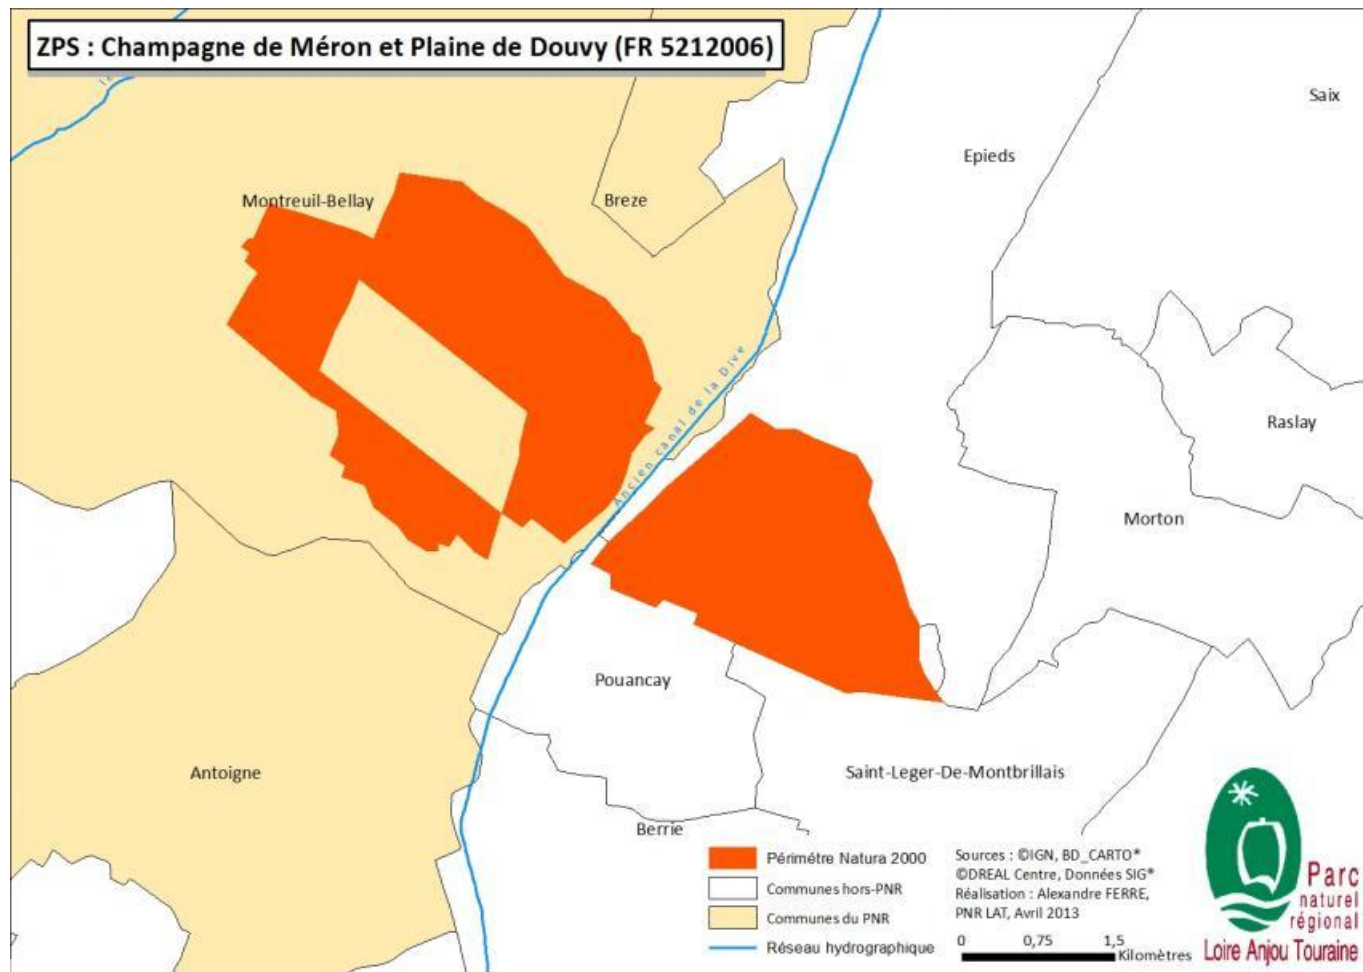 ZPS : Champagne de Méron et Plaine de Douvy (FR 5212006)
Saix
Epieds
Montreuil-Bellay
Breze
Ancien canal de la Dive
Raslay
Morton
Pouancay
Antoigne
Saint-Leger-De-Montbrillais
Berrie
Périmétre Natura 2000
Communes hors-PNR
Communes du PNR
Réseau hydrographique
Sources : ©IGN, BD_CARTO®
©DREAL Centre, Données SIG®
Réalisation : Alexandre FERRE,
PNR LAT, Avril 2013
0 0,75 1,5
Kilomètres
Parc
naturel
régional
Loire Anjou Touraine